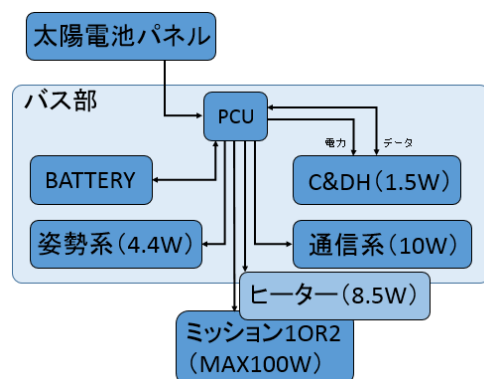 太陽電池パネル
バス部
PCU
電力
データ
BATTERY
C&DH(1.5W)
姿勢系(4.4W)
通信系(10W)
ヒーター(8.5W)
ミッション1OR2
(MAX100W)